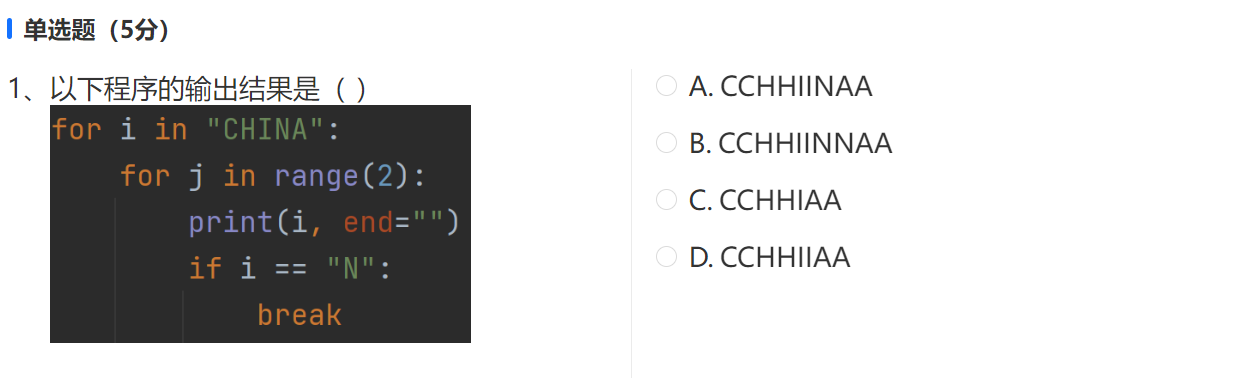 单选题（5分）
1、以下程序的输出结果是（ ）
for i in "CHINA":
    for j in range(2):
        print(i, end="")
        if i == "N":
            break
A. CCHHIINAA
B. CCHHIINNAA
C. CCHHIAA
D. CCHHIIAA